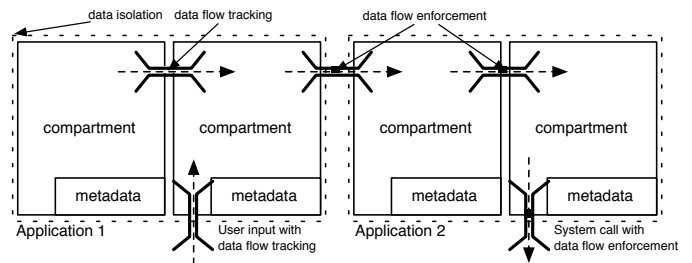 data isolation
data flow tracking
data flow enforcement
compartment
compartment
compartment
compartment
metadata
metadata
metadata
metadata
Application 1
User input with
data flow tracking
Application 2
System call with
data flow enforcement